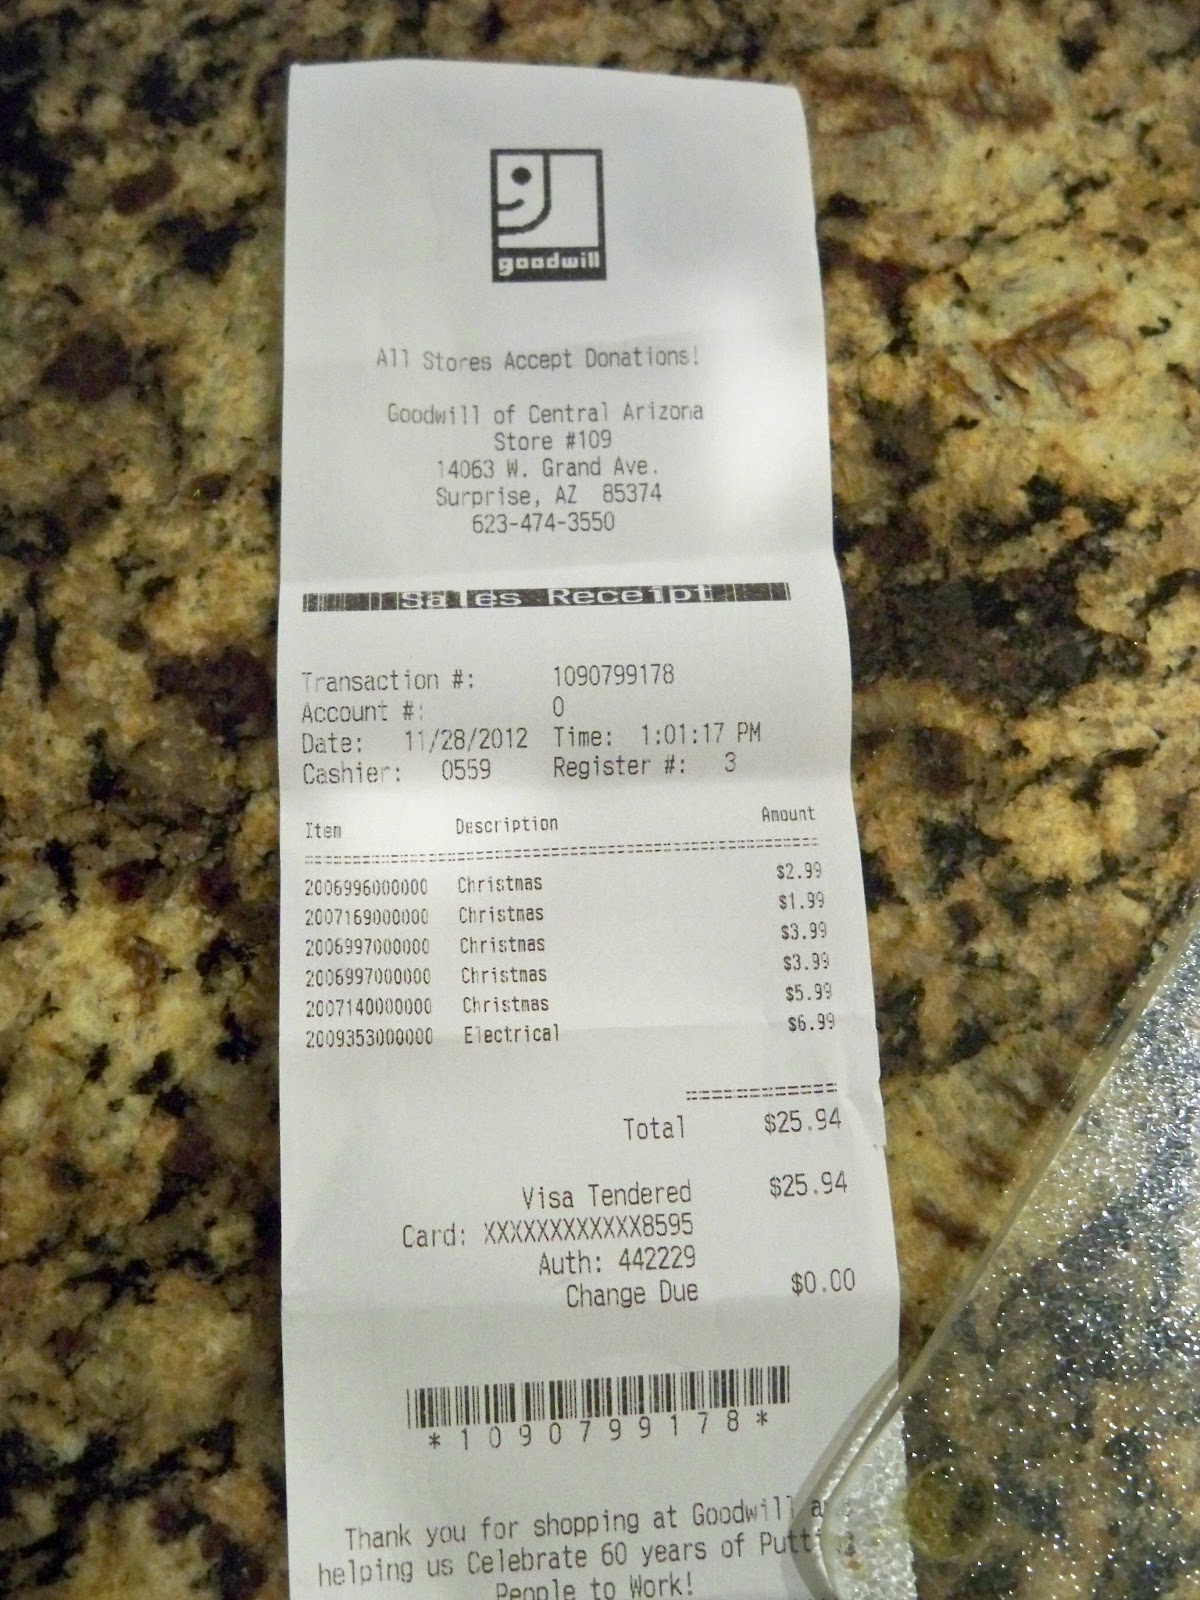 goodwill
All Stores Accept Donations!
Goodwill of Central Arizona
Store #109
14063 W. Grand Ave.
Surprise, AZ 85374
623-474-3550
Sales Receipt
Transaction #: 1090799178
Account #: 0
Date: 11/28/2012 Time: 1:01:17 PM
Cashier: 0559 Register #: 3
Item Description Amount
2006996000000 Christmas $2.99
2007169000000 Christmas $1.99
2006997000000 Christmas $3.99
2006997000000 Christmas $3.99
2007140000000 Christmas $5.99
2009353000000 Electrical $6.99
Total $25.94
Visa Tendered $25.94
Card: XXXXXXXXXXXX8595
Auth: 442229
Change Due $0.00
*1090799178*
Thank you for shopping at Goodwill
helping us Celebrate 60 years of
People to Work!